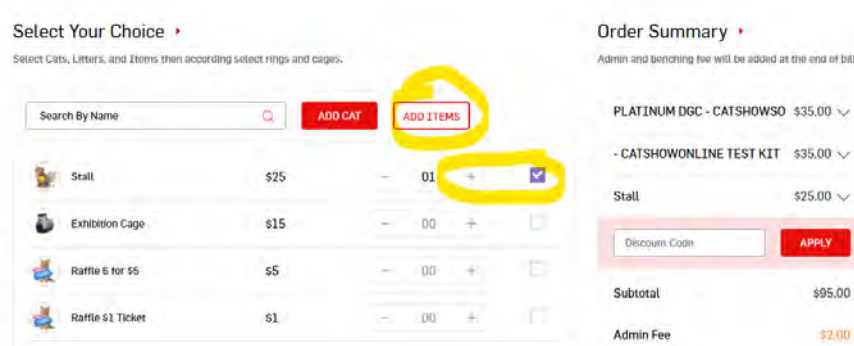 Select Your Choice
Select Cats, Litters, and Items then according select rings and cages.
Search By Name
ADD CAT
ADD ITEMS
Stall $25 - 01 +
Exhibition Cage $15 - 00 +
Raffle 6 for $5 $5 - 00 +
Raffle $1 Ticket $1 - 00 +
Order Summary
Admin and benching fee will be added at the end of bill
PLATINUM DGC - CATSHOWSO $35.00
- CATSHOWONLINE TEST KIT $35.00
Stall $25.00
Discount Code
APPLY
Subtotal $95.00
Admin Fee $2.00